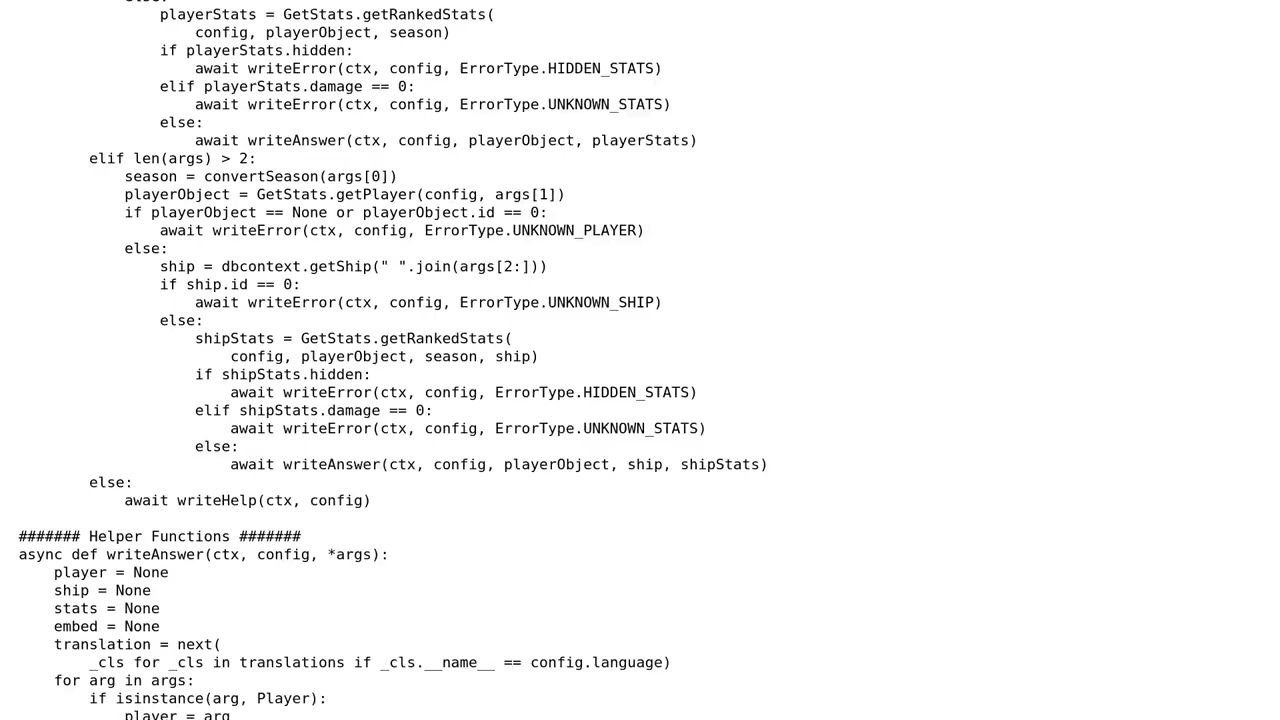 else:
                playerStats = GetStats.getRankedStats(
                    config, playerObject, season)
                if playerStats.hidden:
                    await writeError(ctx, config, ErrorType.HIDDEN_STATS)
                elif playerStats.damage == 0:
                    await writeError(ctx, config, ErrorType.UNKNOWN_STATS)
                else:
                    await writeAnswer(ctx, config, playerObject, playerStats)
        elif len(args) > 2:
            season = convertSeason(args[0])
            playerObject = GetStats.getPlayer(config, args[1])
            if playerObject == None or playerObject.id == 0:
                await writeError(ctx, config, ErrorType.UNKNOWN_PLAYER)
            else:
                ship = dbcontext.getShip(" ".join(args[2:]))
                if ship.id == 0:
                    await writeError(ctx, config, ErrorType.UNKNOWN_SHIP)
                else:
                    shipStats = GetStats.getRankedStats(
                        config, playerObject, season, ship)
                    if shipStats.hidden:
                        await writeError(ctx, config, ErrorType.HIDDEN_STATS)
                    elif shipStats.damage == 0:
                        await writeError(ctx, config, ErrorType.UNKNOWN_STATS)
                    else:
                        await writeAnswer(ctx, config, playerObject, ship, shipStats)
        else:
            await writeHelp(ctx, config)

####### Helper Functions #######
async def writeAnswer(ctx, config, *args):
    player = None
    ship = None
    stats = None
    embed = None
    translation = next(
        _cls for _cls in translations if _cls.__name__ == config.language)
    for arg in args:
        if isinstance(arg, Player):
            player = arg